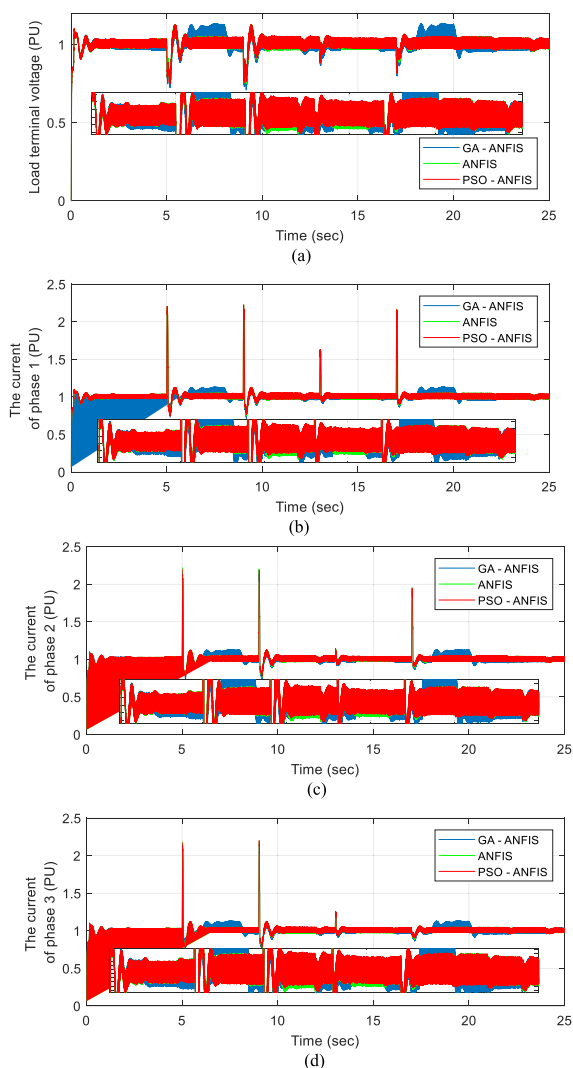 1
0.5
0
Load terminal voltage (PU)
GA - ANFIS
ANFIS
PSO - ANFIS
0 5 10 15 20 25
Time (sec)
(a)
2.5
2
1.5
1
0.5
0
The current
of phase 1 (PU)
GA - ANFIS
ANFIS
PSO - ANFIS
0 5 10 15 20 25
Time (sec)
(b)
2.5
2
1.5
1
0.5
0
The current
of phase 2 (PU)
GA - ANFIS
ANFIS
PSO - ANFIS
0 5 10 15 20 25
Time (sec)
(c)
2.5
2
1.5
1
0.5
0
The current
of phase 3 (PU)
GA - ANFIS
ANFIS
PSO - ANFIS
0 5 10 15 20 25
Time (sec)
(d)